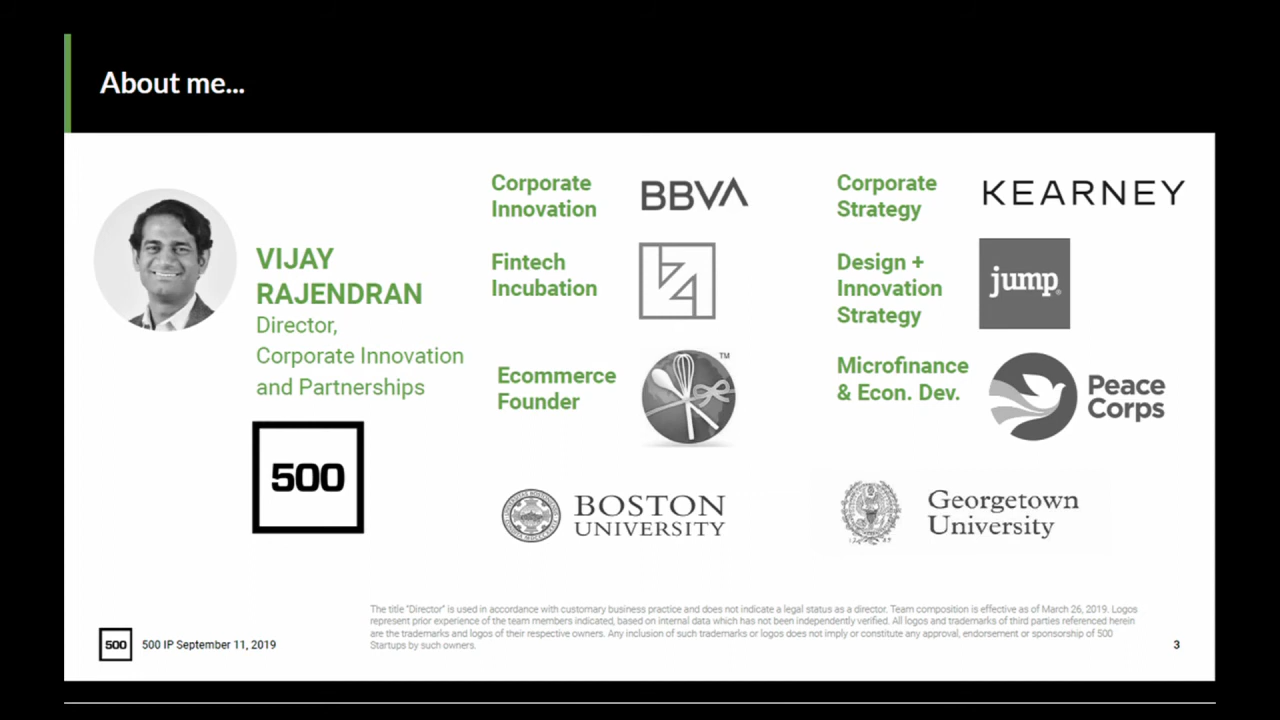 About me...
VIJAY
RAJENDRAN
Director,
Corporate Innovation
and Partnerships
500
Corporate
Innovation
BBVA
Fintech
Incubation
Ecommerce
Founder
TM
BOSTON
UNIVERSITY
Corporate
Strategy
KEARNEY
Design +
Innovation
Strategy
jump
Microfinance
& Econ. Dev.
Peace
Corps
Georgetown
University
The title "Director" is used in accordance with customary business practice and does not indicate a legal status as a director. Team composition is effective as of March 26, 2019. Logos
represent prior experience of the team members indicated, based on internal data which has not been independently verified. All logos and trademarks of third parties referenced herein
are the trademarks and logos of their respective owners. Any inclusion of such trademarks or logos does not imply or constitute any approval, endorsement or sponsorship of 500
Startups by such owners.
500
500 IP September 11, 2019
3